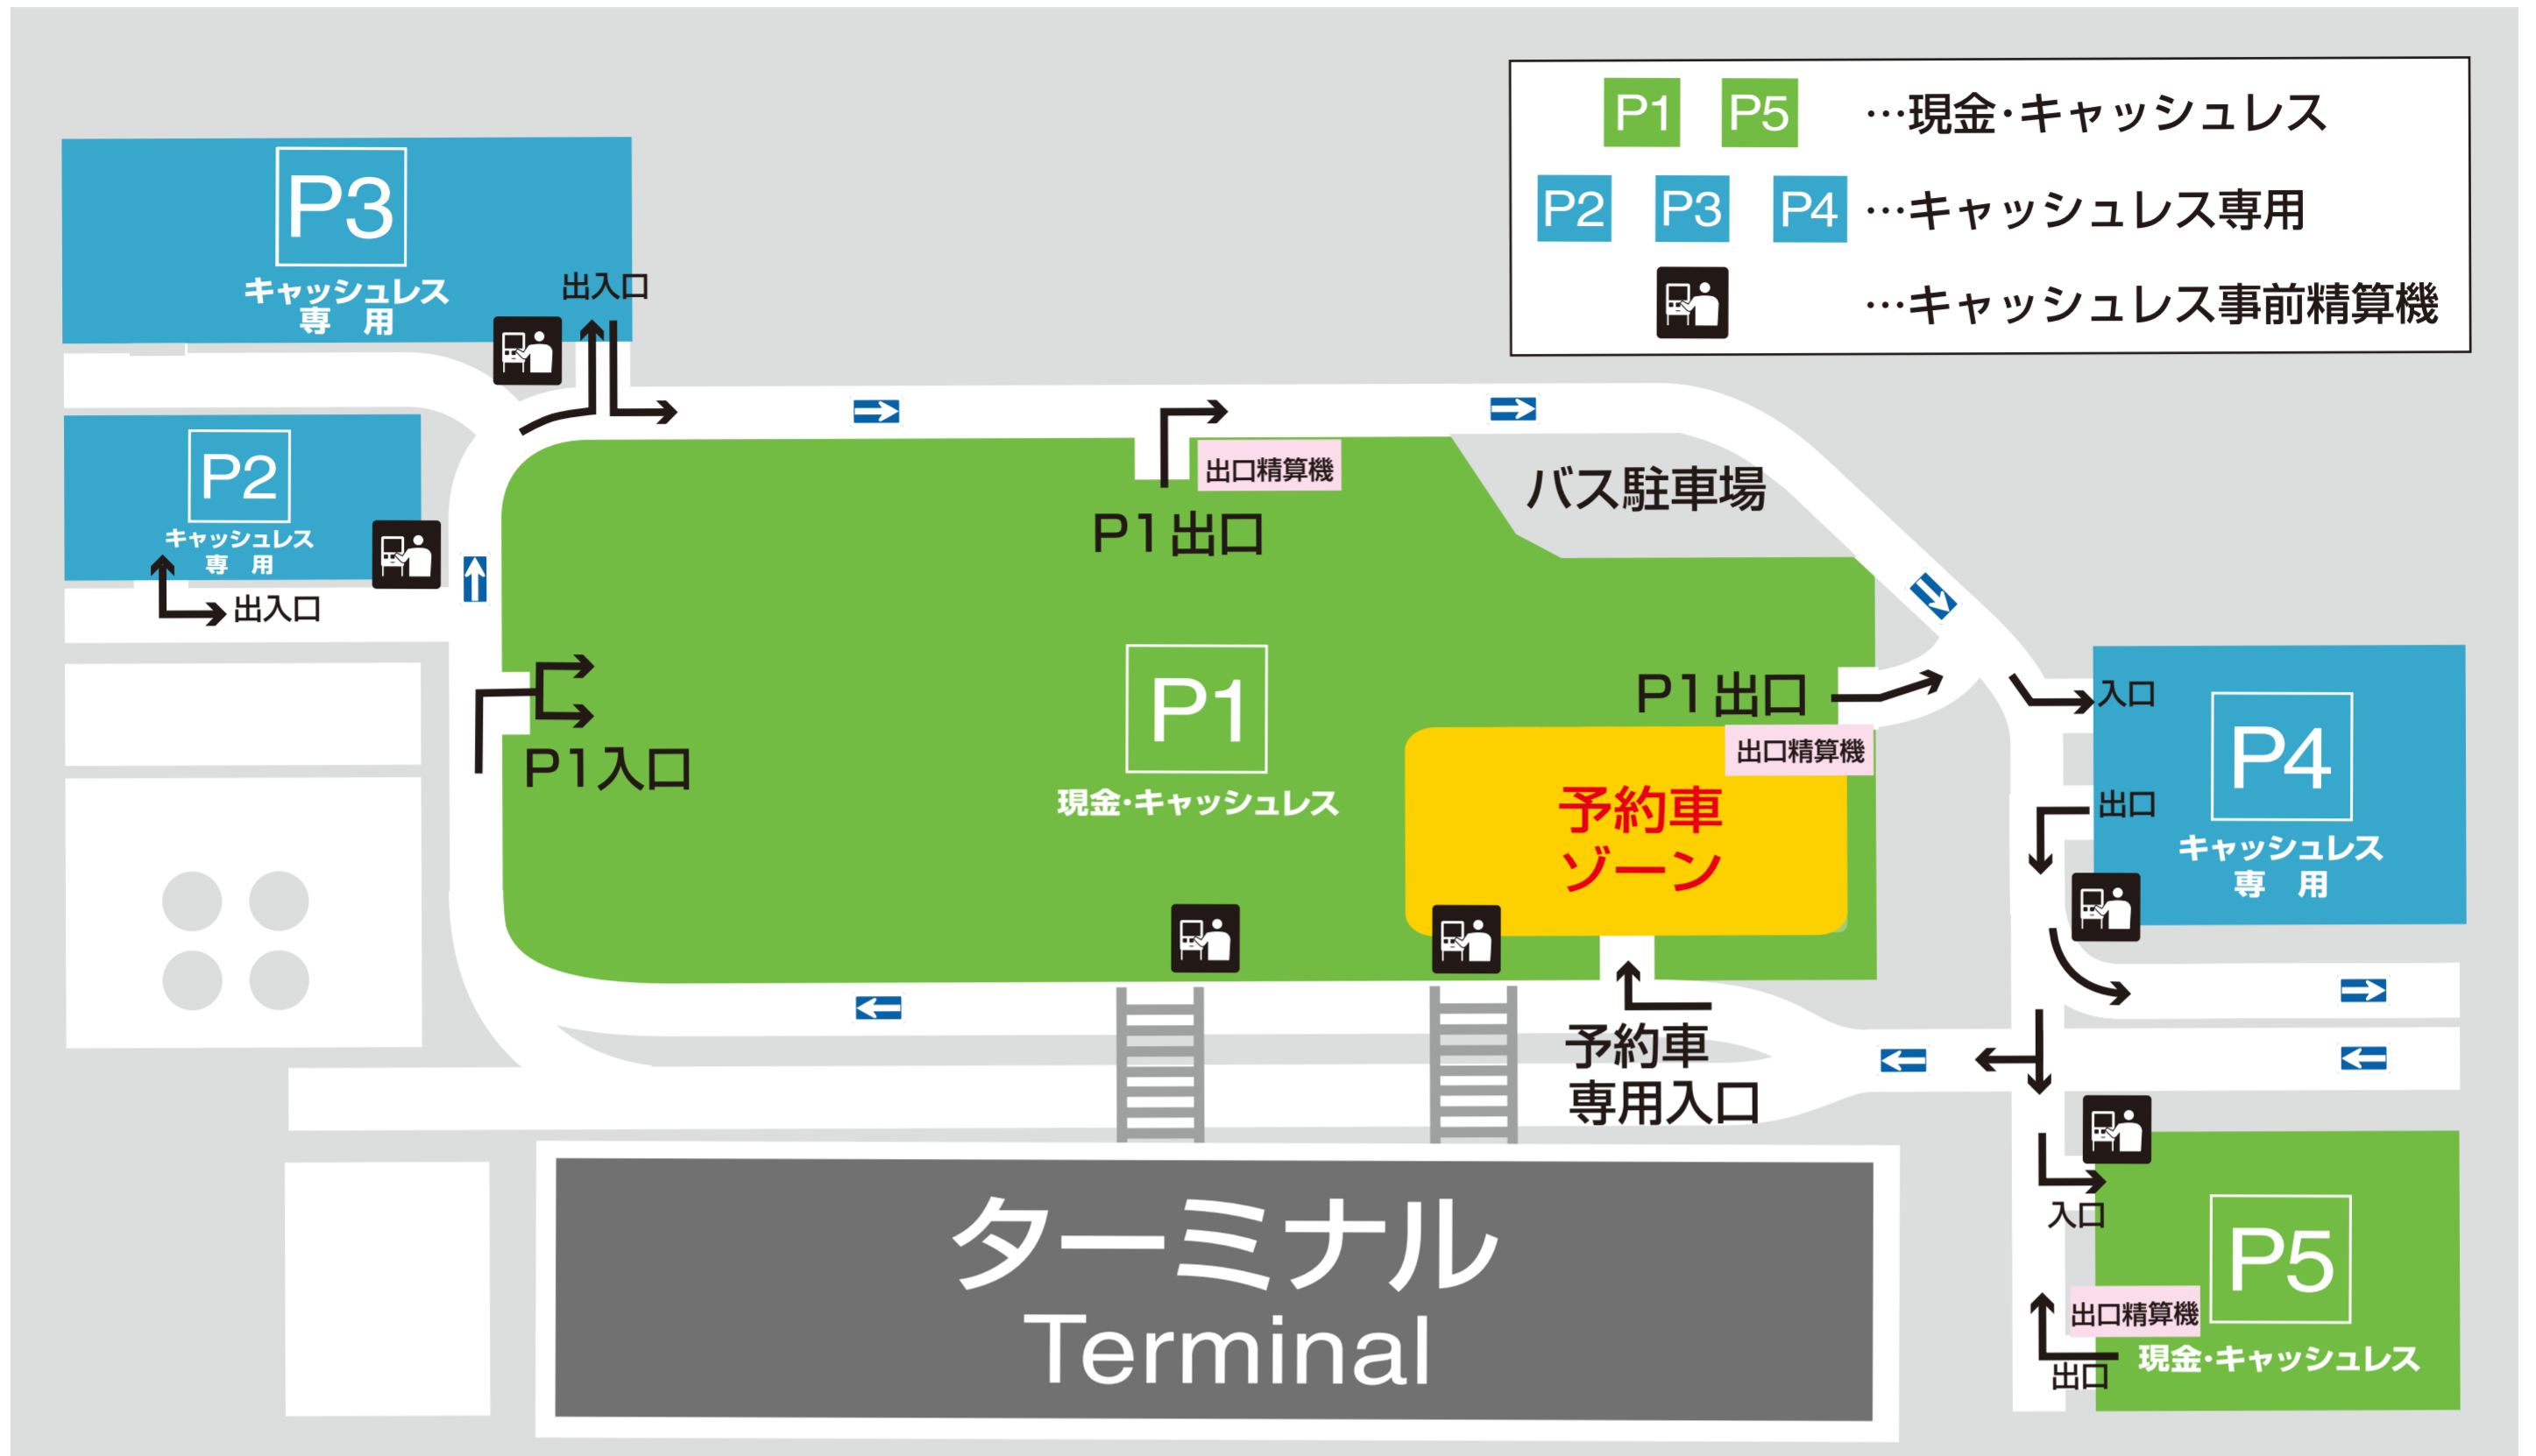 P1 P5 …現金・キャッシュレス
P2 P3 P4 …キャッシュレス専用
…キャッシュレス事前精算機
P3
キャッシュレス
専　用
出入口
P2
キャッシュレス
専　用
出入口
出口精算機
P1出口
バス駐車場
P1入口
P1
現金・キャッシュレス
P1出口
出口精算機
予約車
ゾーン
予約車
専用入口
入口
出口
P4
キャッシュレス
専　用
入口
P5
出口精算機
現金・キャッシュレス
出口
ターミナル
Terminal